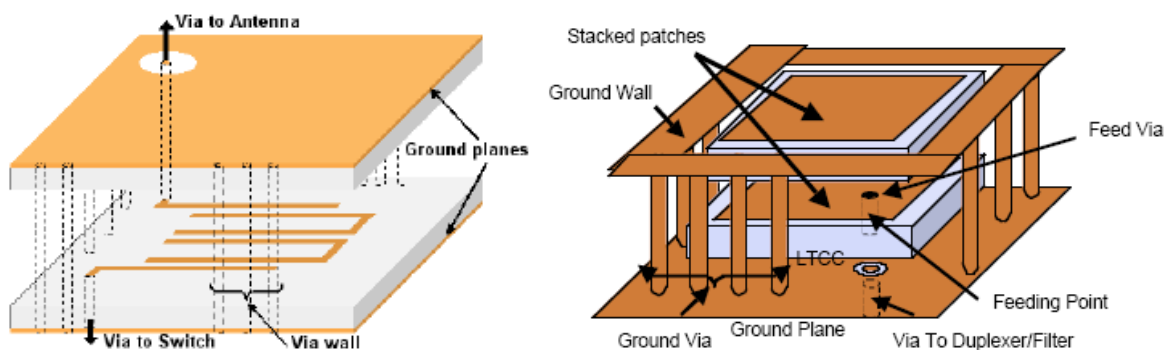 Via to Antenna
Ground planes
Via to Switch
Via wall
Stacked patches
Ground Wall
Feed Via
LTCC
Feeding Point
Ground Via
Ground Plane
Via To Duplexer/Filter